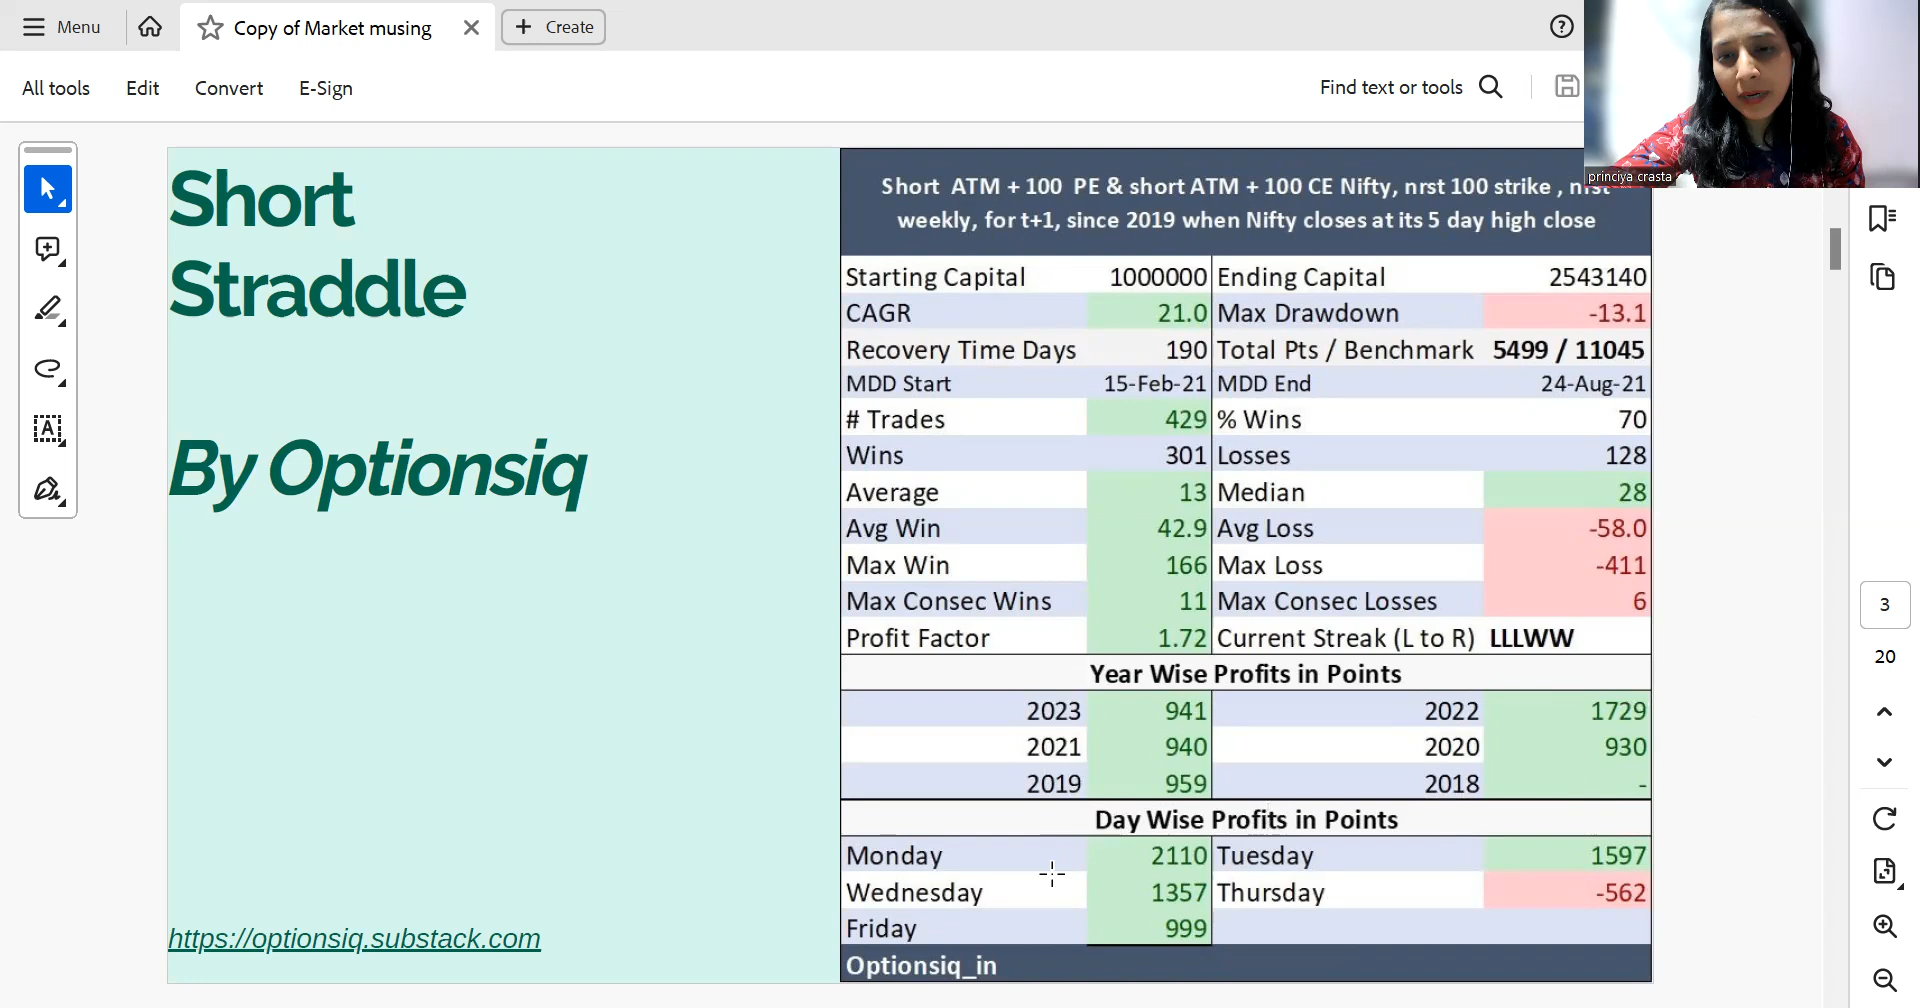 Menu
Copy of Market musing
Create
All tools
Edit
Convert
E-Sign
Find text or tools
princiya crasta
Short
Straddle
By Optionsiq
https://optionsiq.substack.com
Short ATM + 100 PE & short ATM + 100 CE Nifty, nrst 100 strike , nrst
weekly, for t+1, since 2019 when Nifty closes at its 5 day high close
Starting Capital 1000000 Ending Capital 2543140
CAGR 21.0 Max Drawdown -13.1
Recovery Time Days 190 Total Pts / Benchmark 5499 / 11045
MDD Start 15-Feb-21 MDD End 24-Aug-21
# Trades 429 % Wins 70
Wins 301 Losses 128
Average 13 Median 28
Avg Win 42.9 Avg Loss -58.0
Max Win 166 Max Loss -411
Max Consec Wins 11 Max Consec Losses 6
Profit Factor 1.72 Current Streak (L to R) LLLWW
Year Wise Profits in Points
2023 941 2022 1729
2021 940 2020 930
2019 959 2018 -
Day Wise Profits in Points
Monday 2110 Tuesday 1597
Wednesday 1357 Thursday -562
Friday 999
Optionsiq_in
3
20